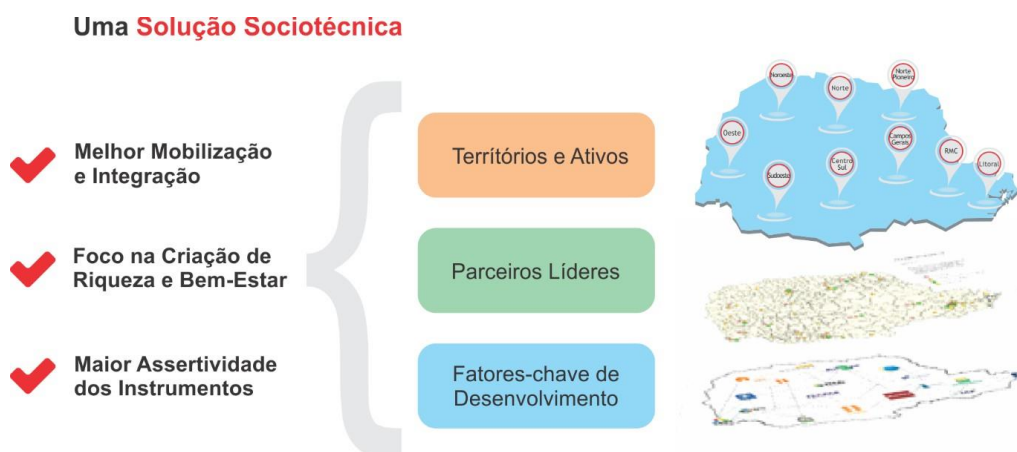 Uma Solução Sociotécnica
Melhor Mobilização
e Integração
Foco na Criação de
Riqueza e Bem-Estar
Maior Assertividade
dos Instrumentos
Territórios e Ativos
Parceiros Líderes
Fatores-chave de
Desenvolvimento
Noroeste
Norte
Norte
Pioneiro
Oeste
Sudoeste
Centro
Sul
Campos
Gerais
RMC
Litoral